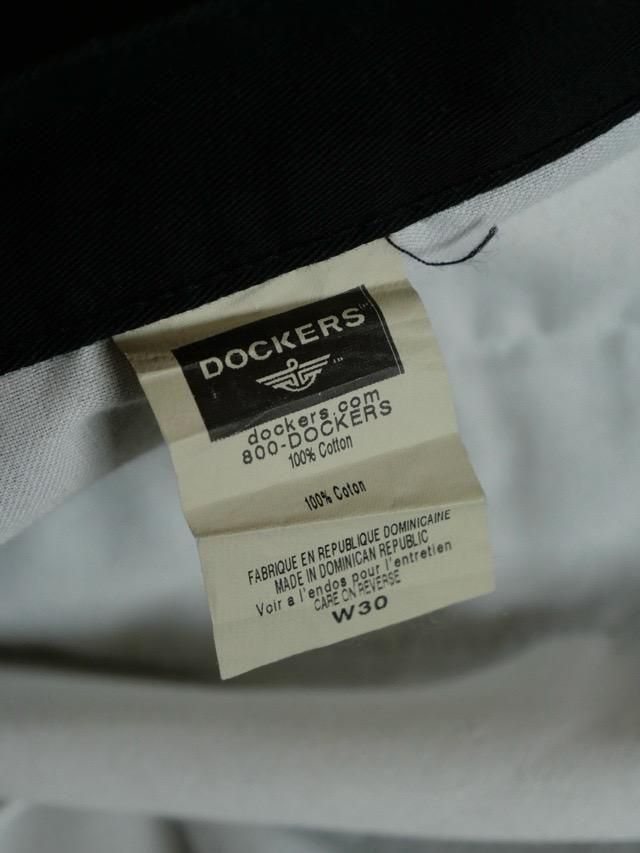 DOCKERS
dockers.com
800-DOCKERS
100% Cotton
100% Coton
FABRIQUE EN REPUBLIQUE DOMINICAINE
MADE IN DOMINICAN REPUBLIC
Voir a l'endos pour l'entretien
CARE ON REVERSE
W30